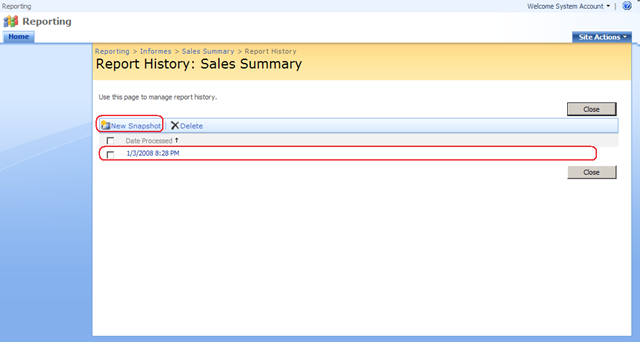 Reporting
Welcome System Account
Reporting
Home
Site Actions
Reporting > Informes > Sales Summary > Report History
Report History: Sales Summary
Use this page to manage report history.
Close
New Snapshot
Delete
Date Processed ↑
1/3/2008 8:28 PM
Close